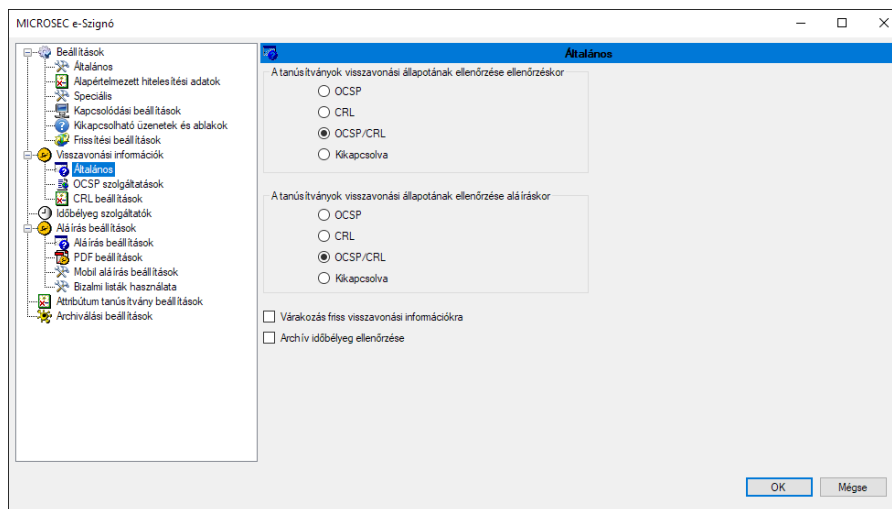 MICROSEC e-Szignó
Beállítások
Általános
Alapértelmezett hitelesítési adatok
Speciális
Kapcsolódási beállítások
Kikapcsolható üzenetek és ablakok
Frissítési beállítások
Visszavonási információk
Általános
OCSP szolgáltatások
CRL beállítások
Időbélyeg szolgáltatók
Aláírás beállítások
Aláírás beállítások
PDF beállítások
Mobil aláírás beállítások
Bizalmi listák használata
Attribútum tanúsítvány beállítások
Archiválási beállítások
Általános
A tanúsítványok visszavonási állapotának ellenőrzése ellenőrzéskor
OCSP
CRL
OCSP/CRL
Kikapcsolva
A tanúsítványok visszavonási állapotának ellenőrzése aláíráskor
OCSP
CRL
OCSP/CRL
Kikapcsolva
Várakozás friss visszavonási információkra
Archív időbélyeg ellenőrzése
OK Mégse